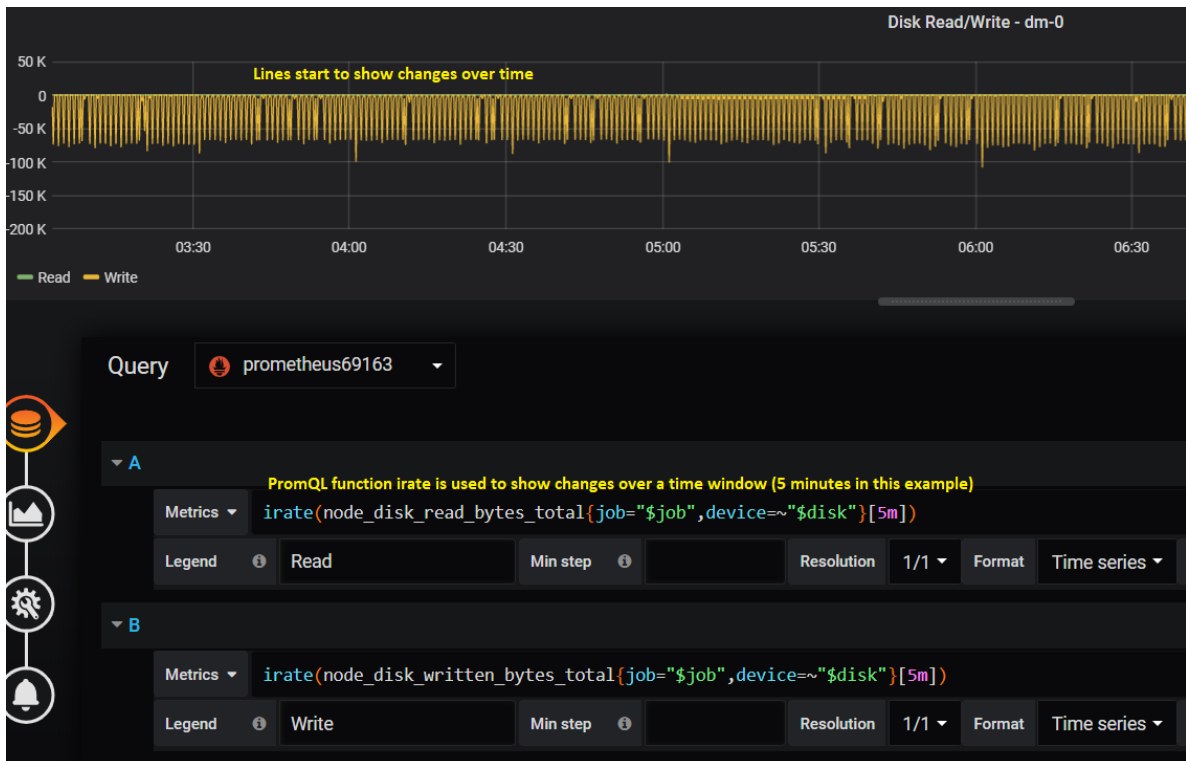 Disk Read/Write - dm-0
50 K
Lines start to show changes over time
0
-50 K
-100 K
-150 K
-200 K
03:30 04:00 04:30 05:00 05:30 06:00 06:30
Read Write
Query prometheus69163
A
PromQL function irate is used to show changes over a time window (5 minutes in this example)
Metrics irate(node_disk_read_bytes_total{job="$job",device=~"$disk"}[5m])
Legend Read Min step Resolution 1/1 Format Time series
B
Metrics irate(node_disk_written_bytes_total{job="$job",device=~"$disk"}[5m])
Legend Write Min step Resolution 1/1 Format Time series